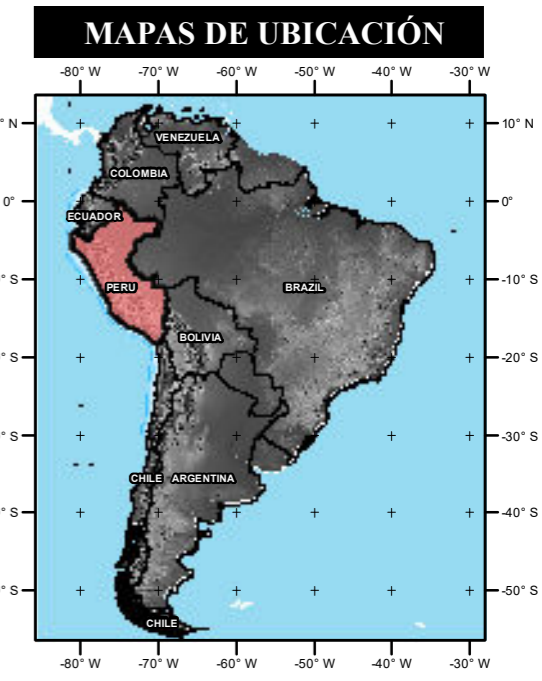 MAPAS DE UBICACIÓN
-80° W -70° W -60° W -50° W -40° W -30° W
° N 10° N
VENEZUELA
COLOMBIA
0° 0°
ECUADOR
° S -10° S
PERU BRAZIL
BOLIVIA
° S -20° S
° S -30° S
CHILE ARGENTINA
° S -40° S
° S -50° S
CHILE
-80° W -70° W -60° W -50° W -40° W -30° W